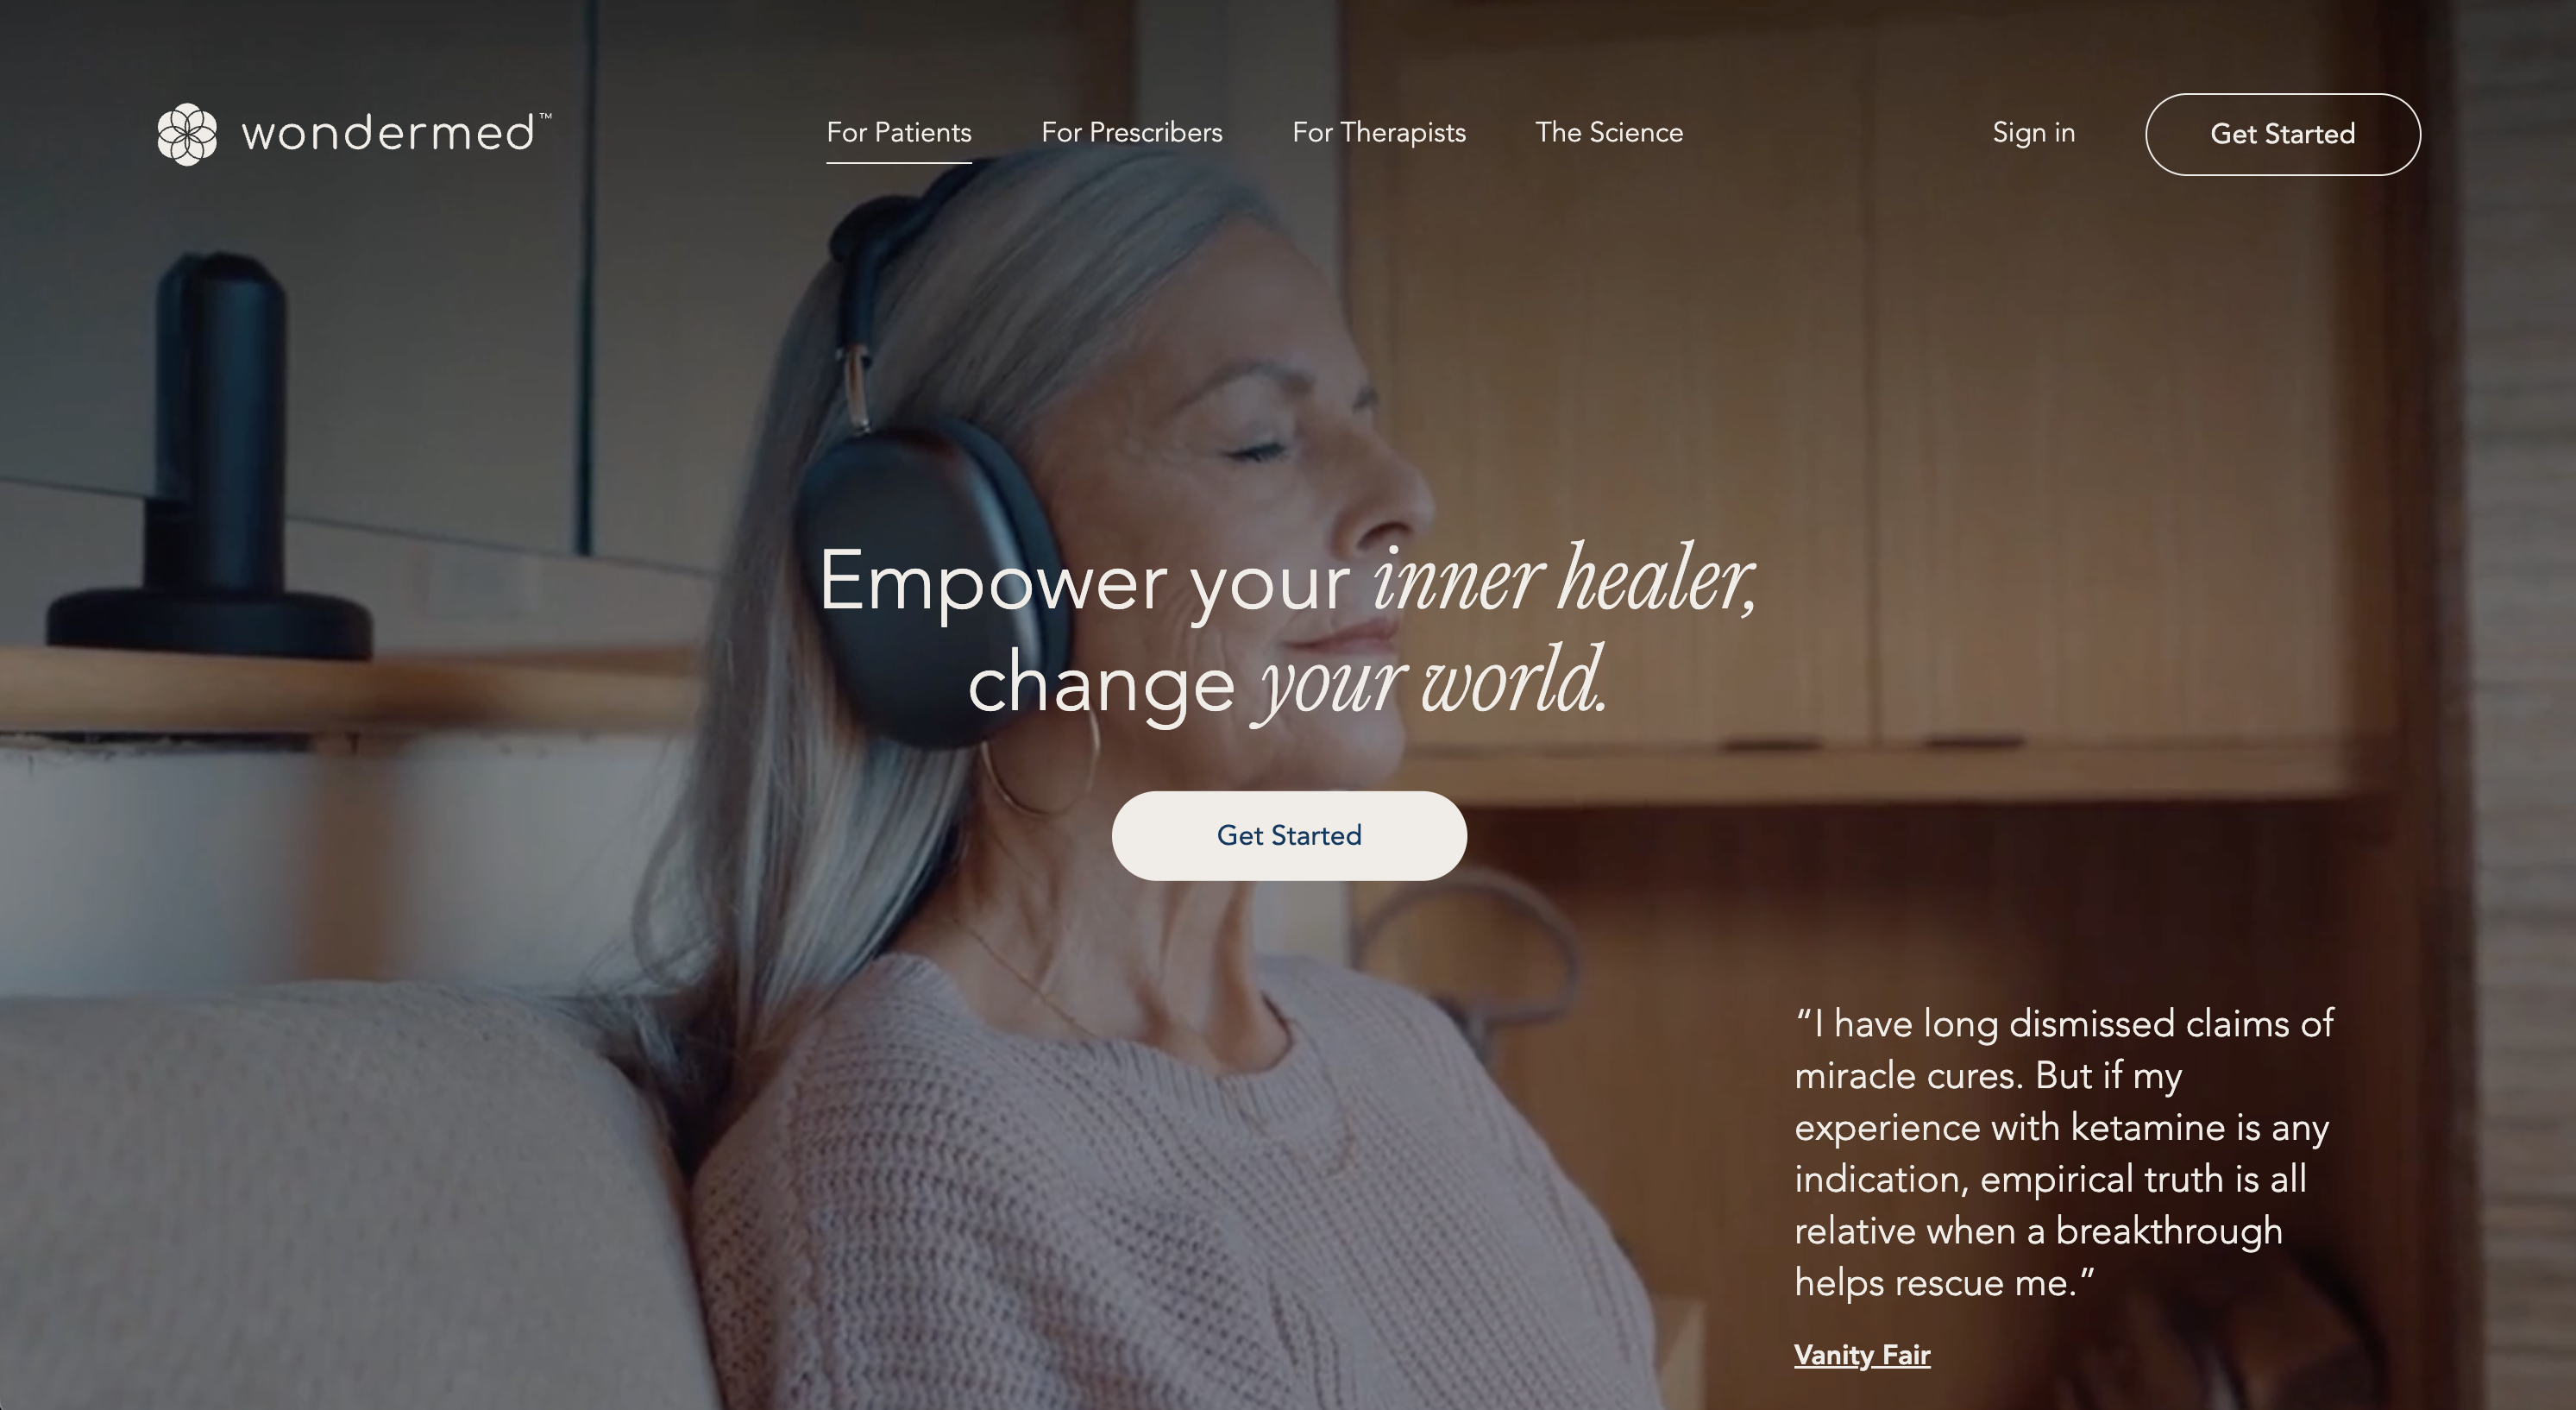 wondermed™
For Patients
For Prescribers
For Therapists
The Science
Sign in
Get Started
Empower your inner healer,
change your world.
Get Started
“I have long dismissed claims of
miracle cures. But if my
experience with ketamine is any
indication, empirical truth is all
relative when a breakthrough
helps rescue me.”
Vanity Fair